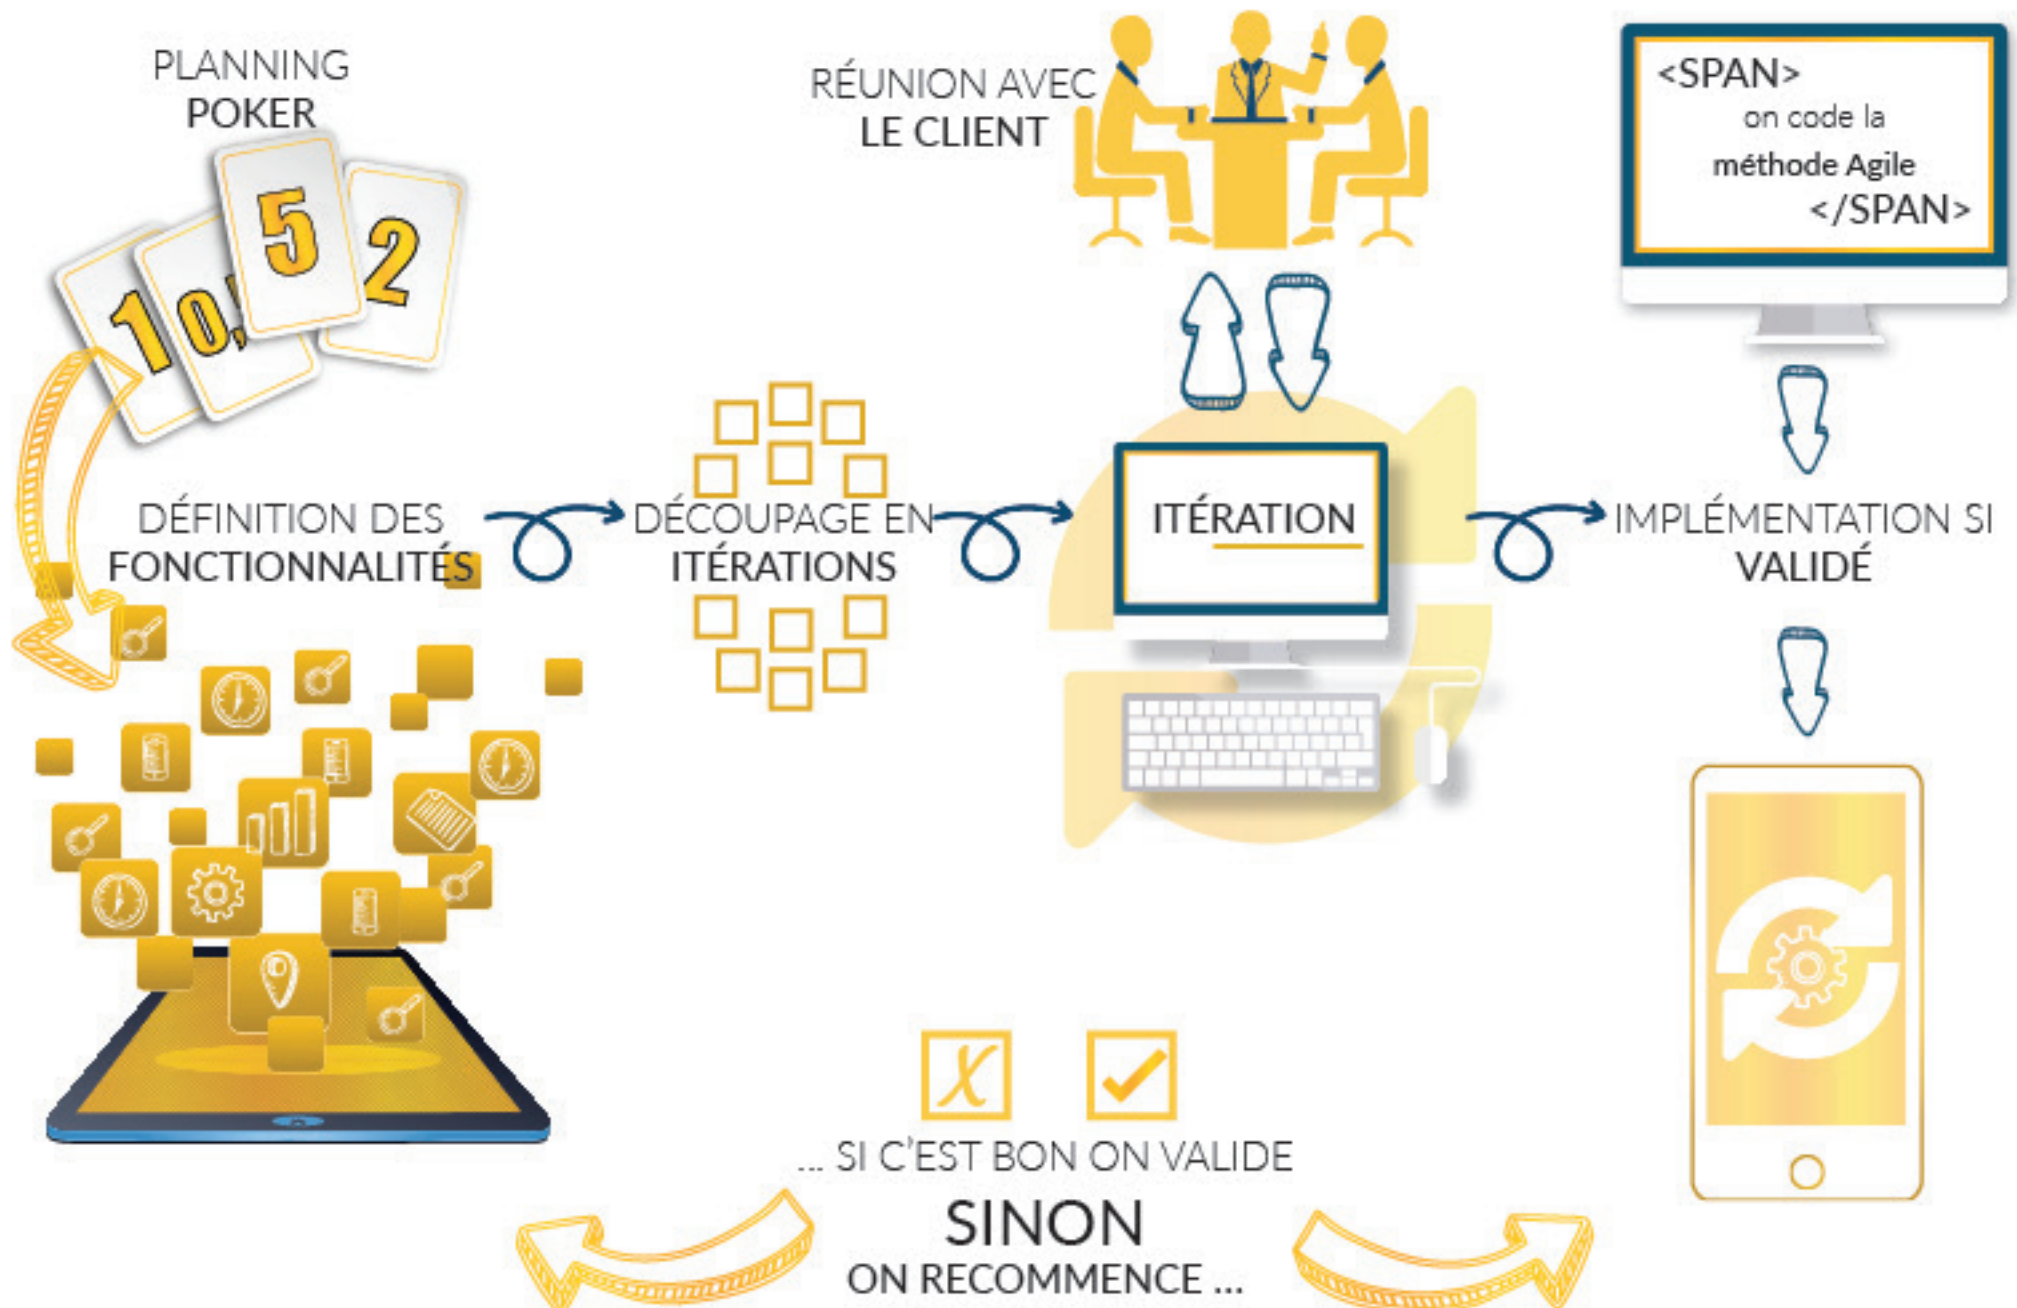 PLANNING
POKER
1
0,
5
2
RÉUNION AVEC
LE CLIENT
<SPAN>
on code la
méthode Agile
</SPAN>
DÉFINITION DES
FONCTIONNALITÉS
DÉCOUPAGE EN
ITÉRATIONS
ITÉRATION
IMPLÉMENTATION SI
VALIDÉ
X
... SI C'EST BON ON VALIDE
SINON
ON RECOMMENCE ...